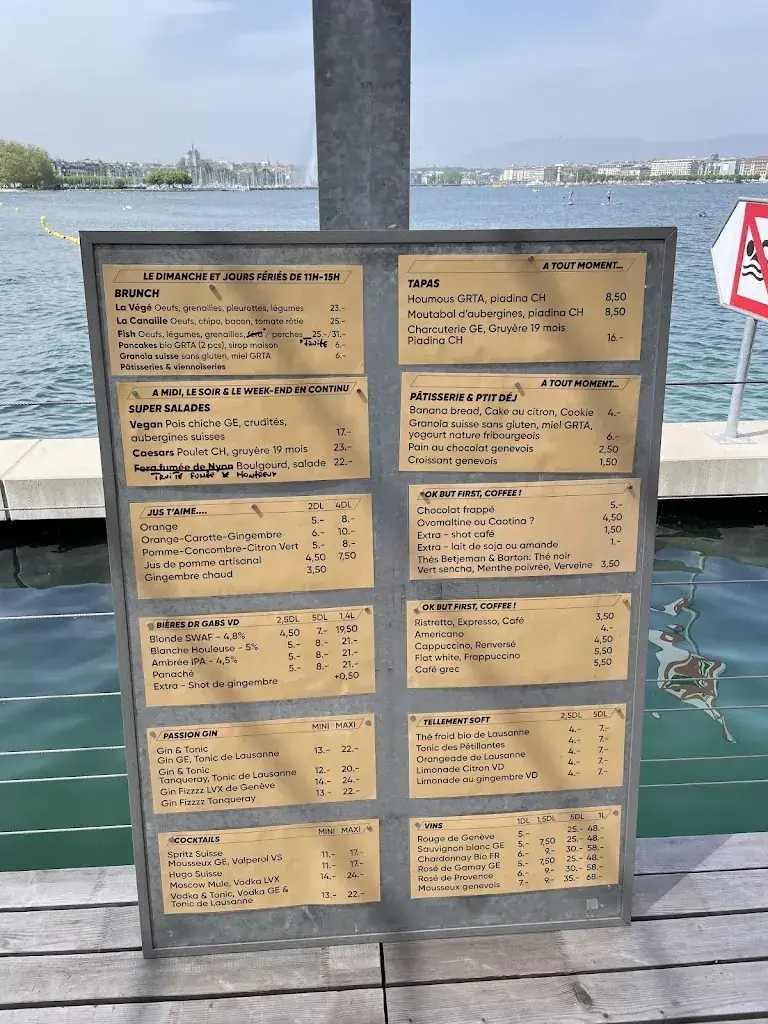 LE DIMANCHE ET JOURS FÉRIÉS DE 11H-15H
BRUNCH
La Végé Oeufs, grenailles, pleurottes, légumes 23.-
La Canaille Oeufs, chipo, bacon, tomate rôtie 25.-
Fish Oeufs, légumes, grenailles, fera* / perches 25.-/31.-
*Truite
Pancakes bio GRTA (2 pcs), sirop maison 6.-
Granola suisse sans gluten, miel GRTA 6.-
Pâtisseries & viennoiseries
A MIDI, LE SOIR & LE WEEK-END EN CONTINU
SUPER SALADES
Vegan Pois chiche GE, crudités,
aubergines suisses 17.-
Caesars Poulet CH, gruyère 19 mois 23.-
Fera fumée de Nyon Boulgourd, salade 22.-
TRUITE FUMÉE DE MONTREUX
JUS T'AIME.... 2DL 4DL
Orange 5.- 8.-
Orange-Carotte-Gingembre 6.- 10.-
Pomme-Concombre-Citron Vert 5.- 8.-
Jus de pomme artisanal 4,50 7,50
Gingembre chaud 3,50
BIÈRES DR GABS VD 2,5DL 5DL 1,4L
Blonde SWAF - 4,8% 4,50 7.- 19,50
Blanche Houleuse - 5% 5.- 8.- 21.-
Ambrée IPA - 4,5% 5.- 8.- 21.-
Panaché 5.- 8.- 21.-
Extra - Shot de gingembre +0,50
PASSION GIN MINI MAXI
Gin & Tonic
Gin GE, Tonic de Lausanne 13.- 22.-
Gin & Tonic
Tanqueray, Tonic de Lausanne 12.- 20.-
Gin Fizzzz LVX de Genève 14.- 24.-
Gin Fizzzz Tanqueray 13.- 22.-
COCKTAILS MINI MAXI
Spritz Suisse
Mousseux GE, Valperol VS 11.- 17.-
Hugo Suisse 11.- 17.-
Moscow Mule, Vodka LVX 14.- 24.-
Vodka & Tonic, Vodka GE &
Tonic de Lausanne 13.- 22.-
A TOUT MOMENT...
TAPAS
Houmous GRTA, piadina CH 8,50
Moutabal d'aubergines, piadina CH 8,50
Charcuterie GE, Gruyère 19 mois
Piadina CH 16.-
A TOUT MOMENT...
PÂTISSERIE & PTIT DÉJ
Banana bread, Cake au citron, Cookie 4.-
Granola suisse sans gluten, miel GRTA,
yogourt nature fribourgeois 6.-
Pain au chocolat genevois 2,50
Croissant genevois 1,50
OK BUT FIRST, COFFEE !
Chocolat frappé 5.-
Ovomaltine ou Caotina ? 4,50
Extra - shot café 1,50
Extra - lait de soja ou amande 1.-
Thés Betjeman & Barton: Thé noir
Vert sencha, Menthe poivrée, Verveine 3,50
OK BUT FIRST, COFFEE !
Ristretto, Expresso, Café 3,50
Americano 4.-
Cappuccino, Renversé 4,50
Flat white, Frappuccino 5,50
Café grec 5,50
TELLEMENT SOFT 2,5DL 5DL
Thé froid bio de Lausanne 4.- 7.-
Tonic des Pétillantes 4.- 7.-
Orangeade de Lausanne 4.- 7.-
Limonade Citron VD 4.- 7.-
Limonade au gingembre VD 4.- 7.-
VINS 1DL 1,5DL 5DL 1L
Rouge de Genève 5.- 7,50 25.- 48.-
Sauvignon blanc GE 5.- 7,50 25.- 48.-
Chardonnay Bio FR 6.- 9.- 30.- 58.-
Rosé de Gamay GE 5.- 7,50 25.- 48.-
Rosé de Provence 6.- 9.- 30.- 58.-
Mousseux genevois 7.- 9.- 35.- 68.-